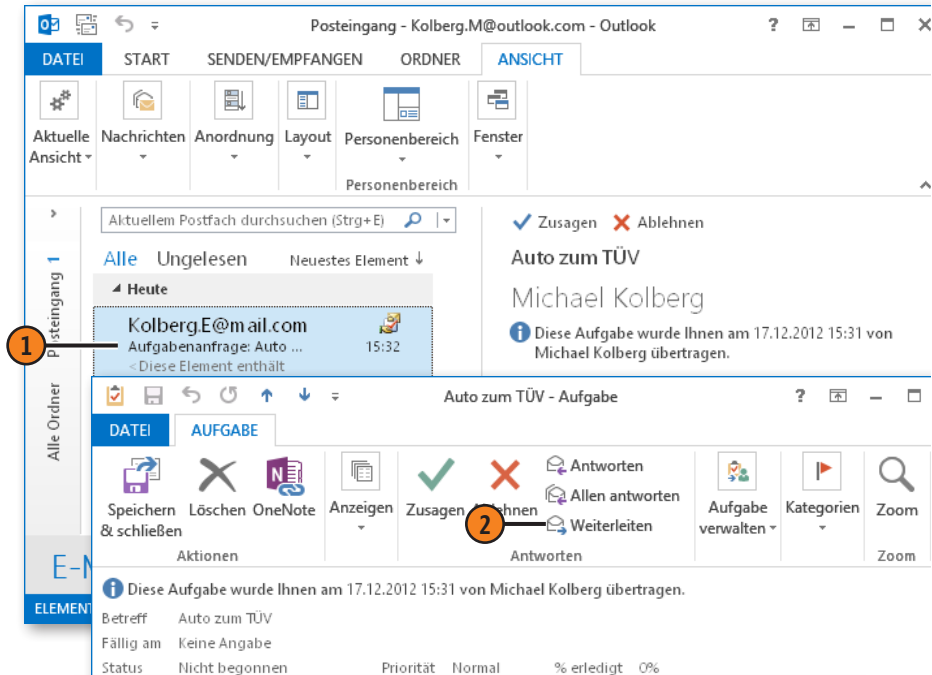 Posteingang - Kolberg.M@outlook.com - Outlook
DATEI START SENDEN/EMPFANGEN ORDNER ANSICHT
Aktuelle Ansicht
Nachrichten
Anordnung
Layout
Personenbereich
Fenster
Personenbereich
Aktuellem Postfach durchsuchen (Strg+E)
Zusagen Ablehnen
Alle Ungelesen Neuestes Element
Auto zum TÜV
Heute
Michael Kolberg
Kolberg.E@mail.com
Aufgabenanfrage: Auto ... 15:32
<Diese Element enthält
Diese Aufgabe wurde Ihnen am 17.12.2012 15:31 von
Michael Kolberg übertragen.
1
Posteingang 1
Alle Ordner
ELEMENT
Auto zum TÜV - Aufgabe
DATEI AUFGABE
Speichern
& schließen
Löschen
OneNote
Anzeigen
Zusagen
Antworten
Allen antworten
2
Weiterleiten
Aufgabe
verwalten
Kategorien
Zoom
Aktionen Antworten Zoom
Diese Aufgabe wurde Ihnen am 17.12.2012 15:31 von Michael Kolberg übertragen.
Betreff Auto zum TÜV
Fällig am Keine Angabe
Status Nicht begonnen Priorität Normal % erledigt 0%